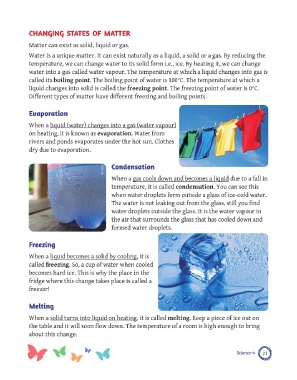 CHANGING STATES OF MATTER
Matter can exist as solid, liquid or gas.
Water is a unique matter. It can exist naturally as a liquid, a solid or a gas. By reducing the
temperature, we can change water to its solid form i.e., ice. By heating it, we can change
water into a gas called water vapour. The temperature at which a liquid changes into gas is
called its boiling point. The boiling point of water is 100°C. The temperature at which a
liquid changes into solid is called the freezing point. The freezing point of water is 0°C.
Different types of matter have different freezing and boiling points.
Evaporation
When a liquid (water) changes into a gas (water vapour)
on heating, it is known as evaporation. Water from
rivers and ponds evaporates under the hot sun. Clothes
dry due to evaporation.
Condensation
When a gas cools down and becomes a liquid due to a fall in
temperature, it is called condensation. You can see this
when water droplets form outside a glass of ice-cold water.
The water is not leaking out from the glass, still you find
water droplets outside the glass. It is the water vapour in
the air that surrounds the glass that has cooled down and
formed water droplets.
Freezing
When a liquid becomes a solid by cooling, it is
called freezing. So, a cup of water when cooled
becomes hard ice. This is why the place in the
fridge where this change takes place is called a
freezer!
Melting
When a solid turns into liquid on heating, it is called melting. Keep a piece of ice out on
the table and it will soon flow down. The temperature of a room is high enough to bring
about this change.
Science-4 23